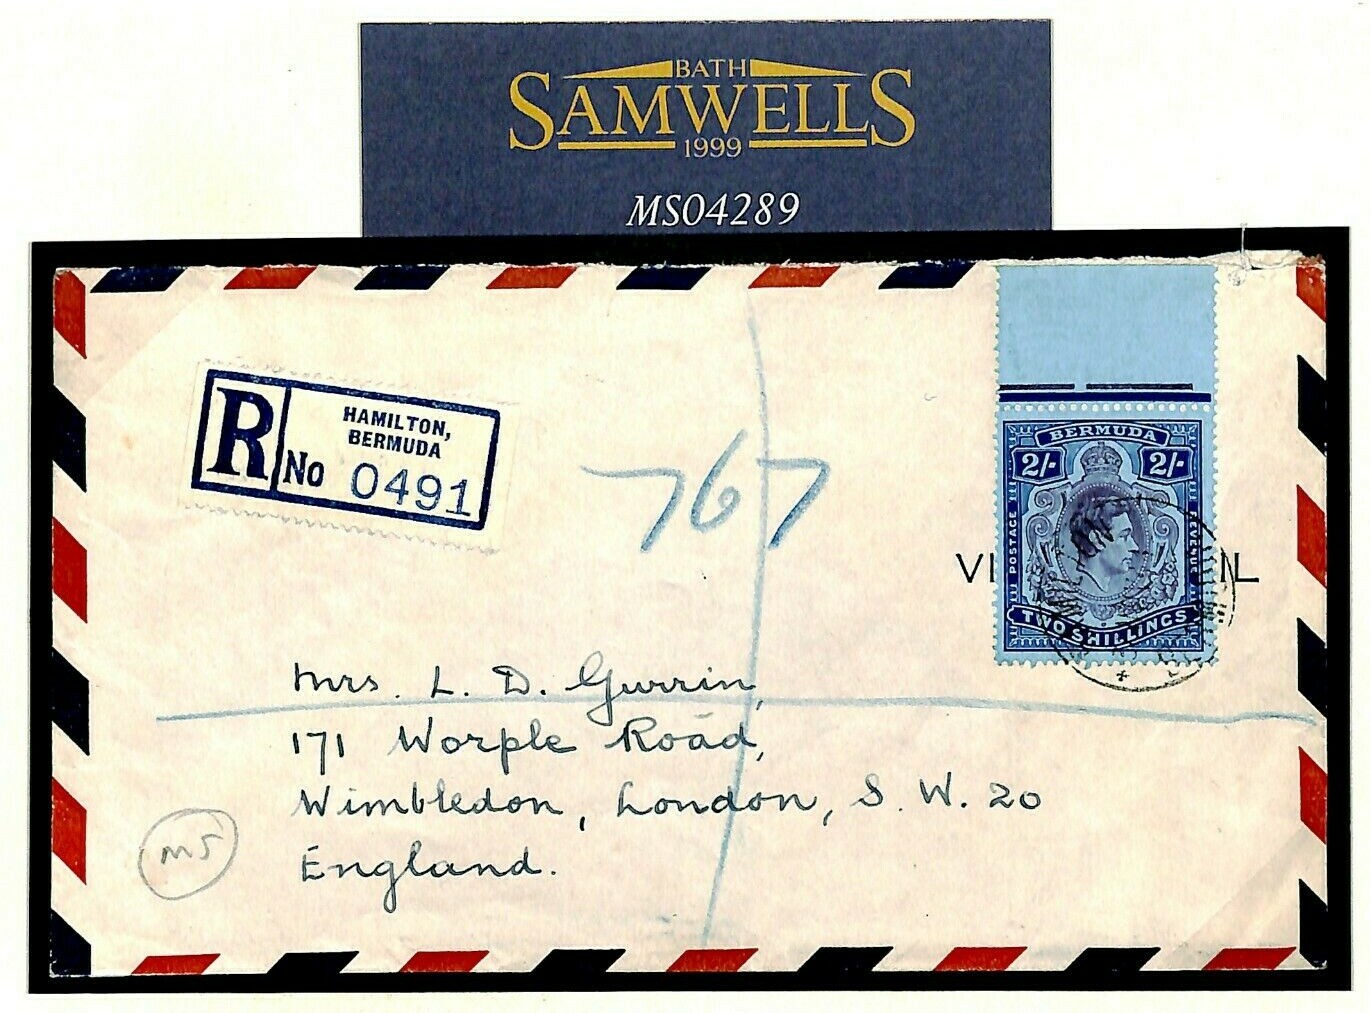 BATH
SAMWELLS
1999
MS04289
R
HAMILTON,
BERMUDA
No 0491
767
BERMUDA
2/- 2/-
POSTAGE
REVENUE
TWO SHILLINGS
Mrs. L. D. Gurrin,
171 Worple Road,
Wimbledon, London, S. W. 20
England.
MS